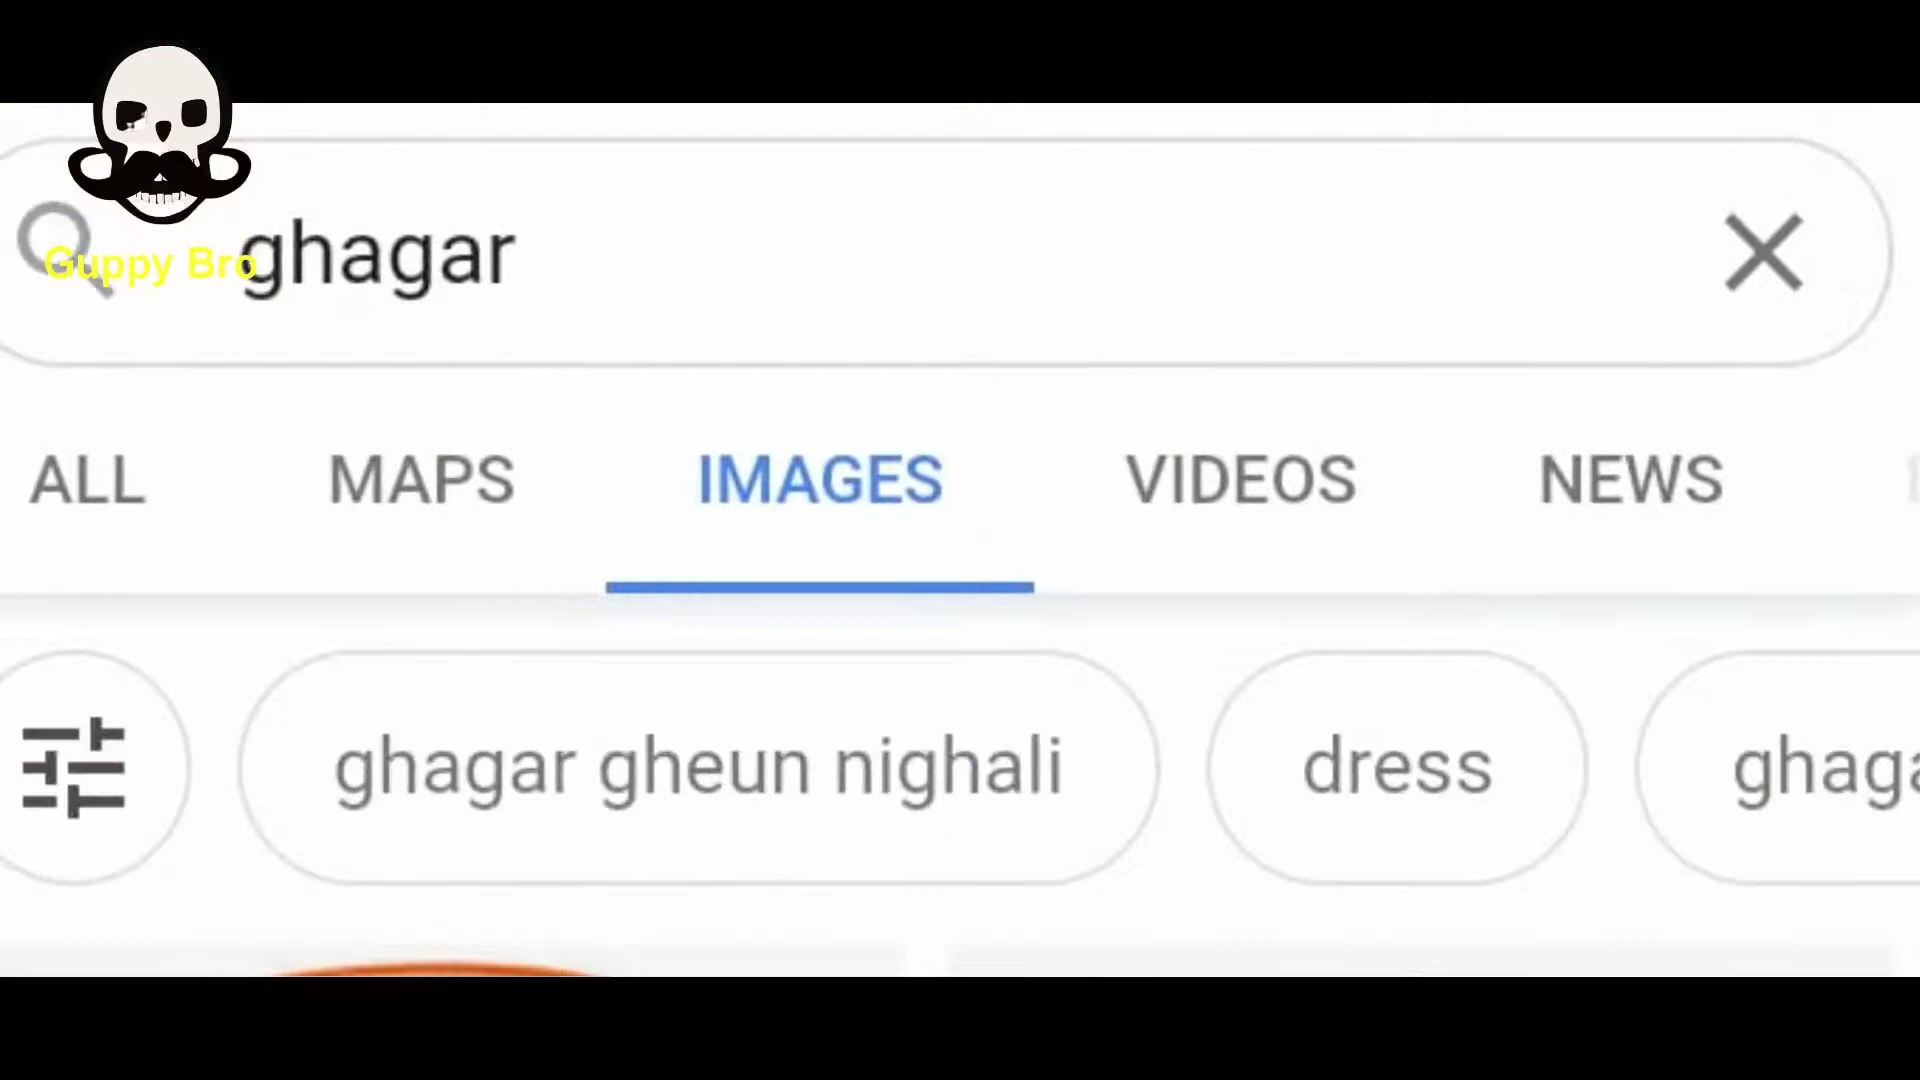 Guppy Bro
ghagar
ALL MAPS IMAGES VIDEOS NEWS
ghagar gheun nighali dress